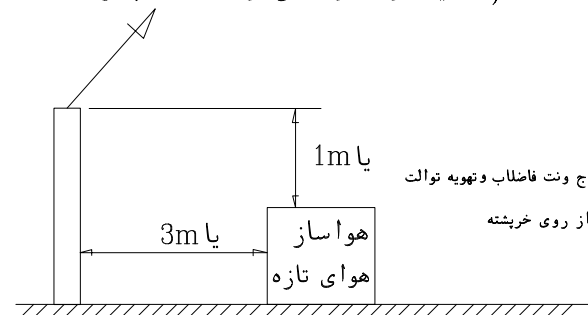 یا 1m
ج ونت فاضلاب وتهویه توالت
از روی خرپشته
یا 3m
هواساز
هوای تازه